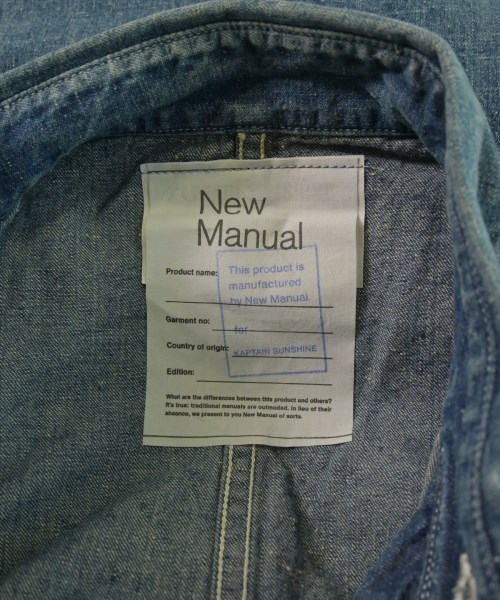 New
Manual
Product name:
This product is
manufactured
by New Manual.
Garment no:
for
Country of origin:
KAPTAIN SUNSHINE
Edition:
What are the differences between this product and others?
It's true: traditional manuals are outmoded. In lieu of their
absence, we present to you New Manual of sorts.